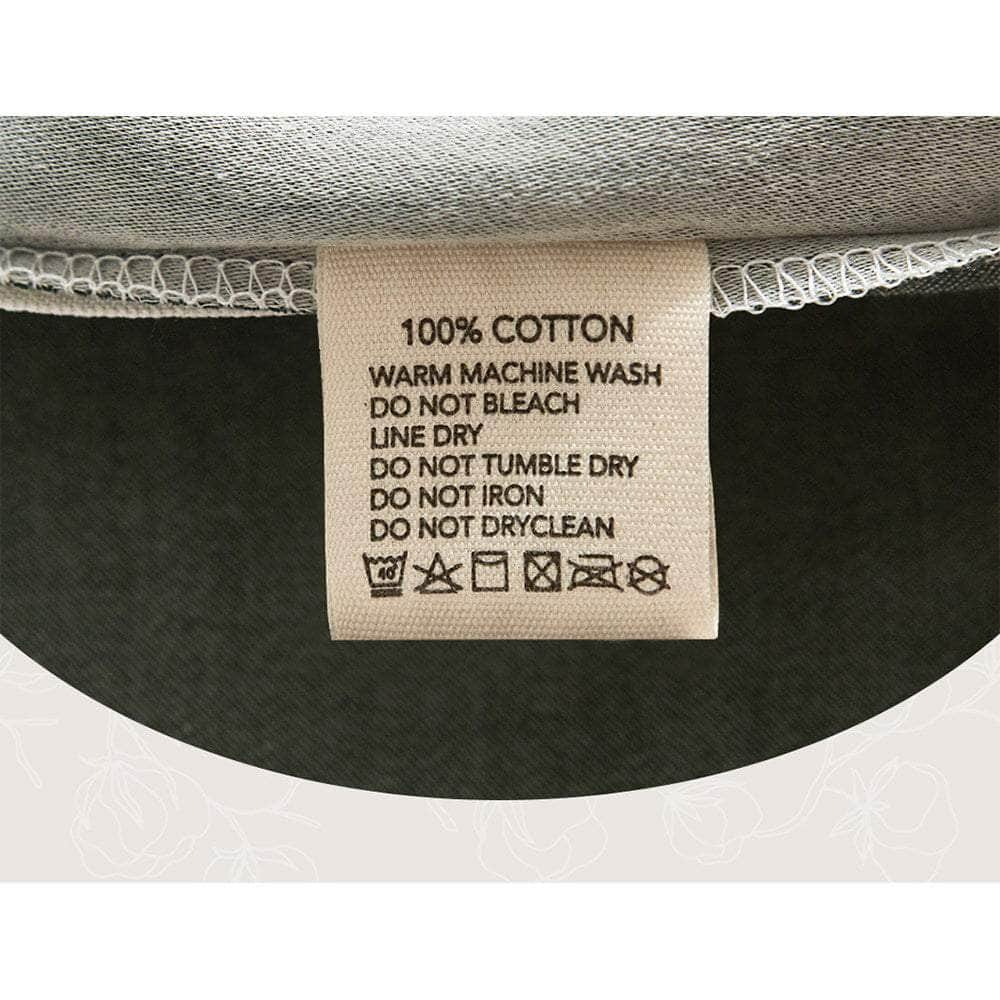 100% COTTON
WARM MACHINE WASH
DO NOT BLEACH
LINE DRY
DO NOT TUMBLE DRY
DO NOT IRON
DO NOT DRYCLEAN
40°